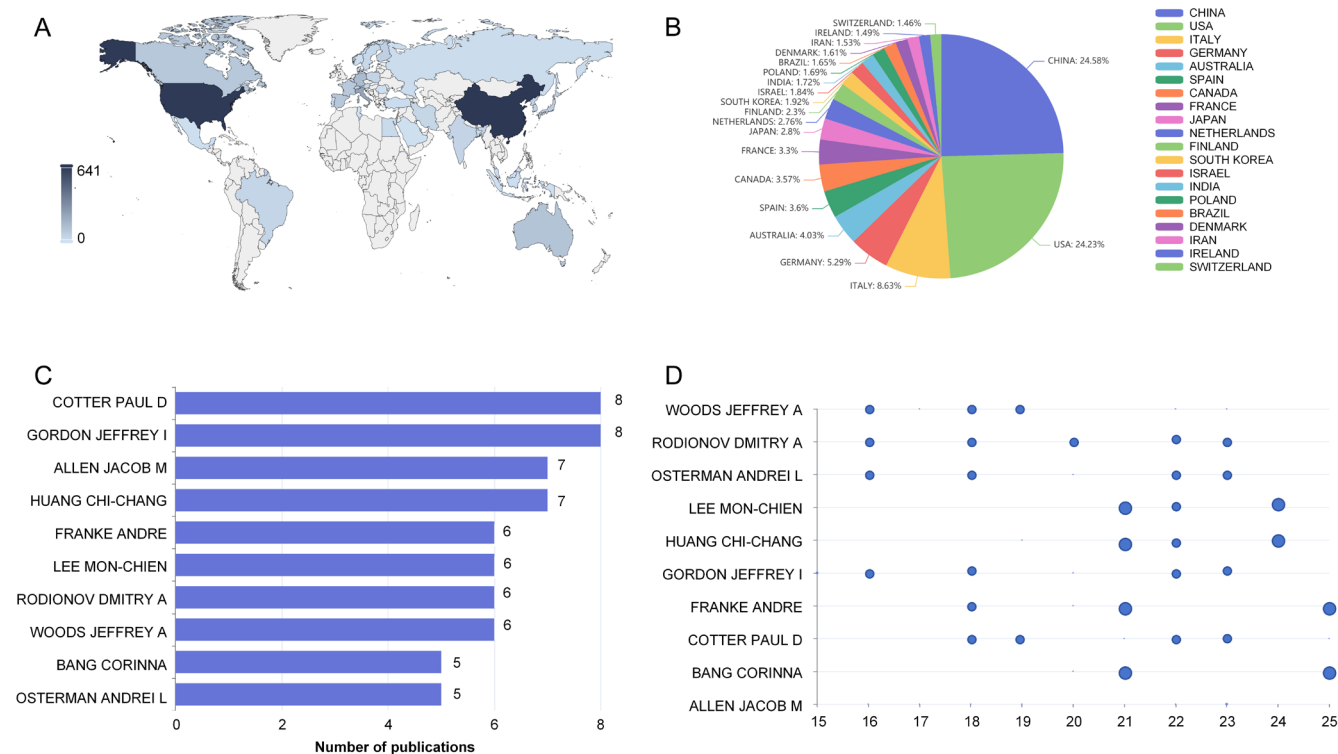 A
641
0
B
SWITZERLAND: 1.46%
IRELAND: 1.49%
IRAN: 1.53%
DENMARK: 1.61%
BRAZIL: 1.65%
POLAND: 1.69%
INDIA: 1.72%
ISRAEL: 1.84%
SOUTH KOREA: 1.92%
FINLAND: 2.3%
NETHERLANDS: 2.76%
JAPAN: 2.8%
FRANCE: 3.3%
CANADA: 3.57%
SPAIN: 3.6%
AUSTRALIA: 4.03%
GERMANY: 5.29%
ITALY: 8.63%
USA: 24.23%
CHINA: 24.58%
CHINA
USA
ITALY
GERMANY
AUSTRALIA
SPAIN
CANADA
FRANCE
JAPAN
NETHERLANDS
FINLAND
SOUTH KOREA
ISRAEL
INDIA
POLAND
BRAZIL
DENMARK
IRAN
IRELAND
SWITZERLAND
C
COTTER PAUL D 8
GORDON JEFFREY I 8
ALLEN JACOB M 7
HUANG CHI-CHANG 7
FRANKE ANDRE 6
LEE MON-CHIEN 6
RODIONOV DMITRY A 6
WOODS JEFFREY A 6
BANG CORINNA 5
OSTERMAN ANDREI L 5
0 2 4 6 8
Number of publications
D
WOODS JEFFREY A
RODIONOV DMITRY A
OSTERMAN ANDREI L
LEE MON-CHIEN
HUANG CHI-CHANG
GORDON JEFFREY I
FRANKE ANDRE
COTTER PAUL D
BANG CORINNA
ALLEN JACOB M
15 16 17 18 19 20 21 22 23 24 25